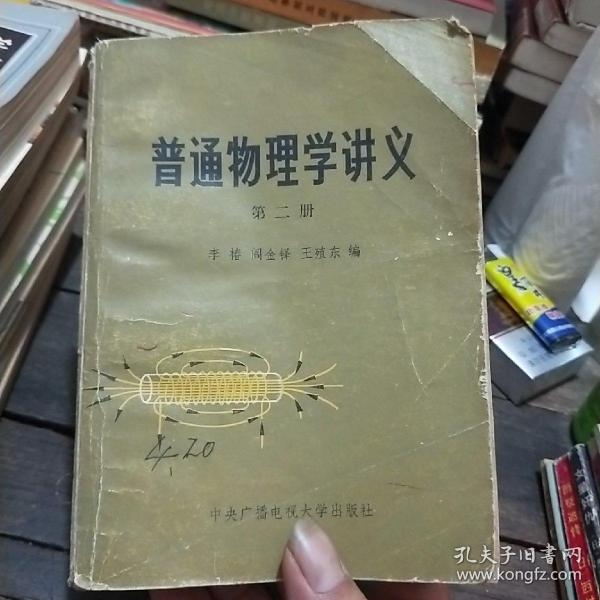 普通物理学讲义
第二册
李椿 阎金铎 王殖东 编
4.20
中央广播电视大学出版社
孔夫子旧书网
www.kongfz.com